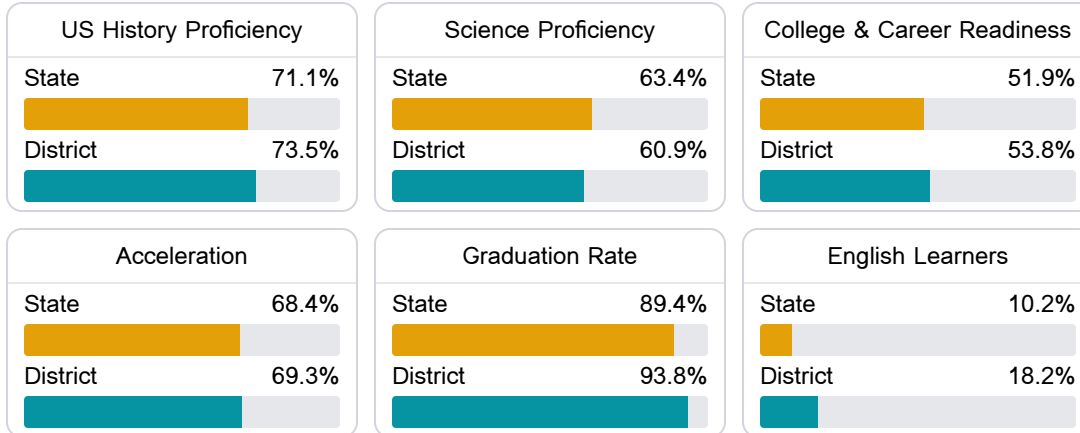 US History Proficiency
State 71.1%
District 73.5%
Science Proficiency
State 63.4%
District 60.9%
College & Career Readiness
State 51.9%
District 53.8%
Acceleration
State 68.4%
District 69.3%
Graduation Rate
State 89.4%
District 93.8%
English Learners
State 10.2%
District 18.2%